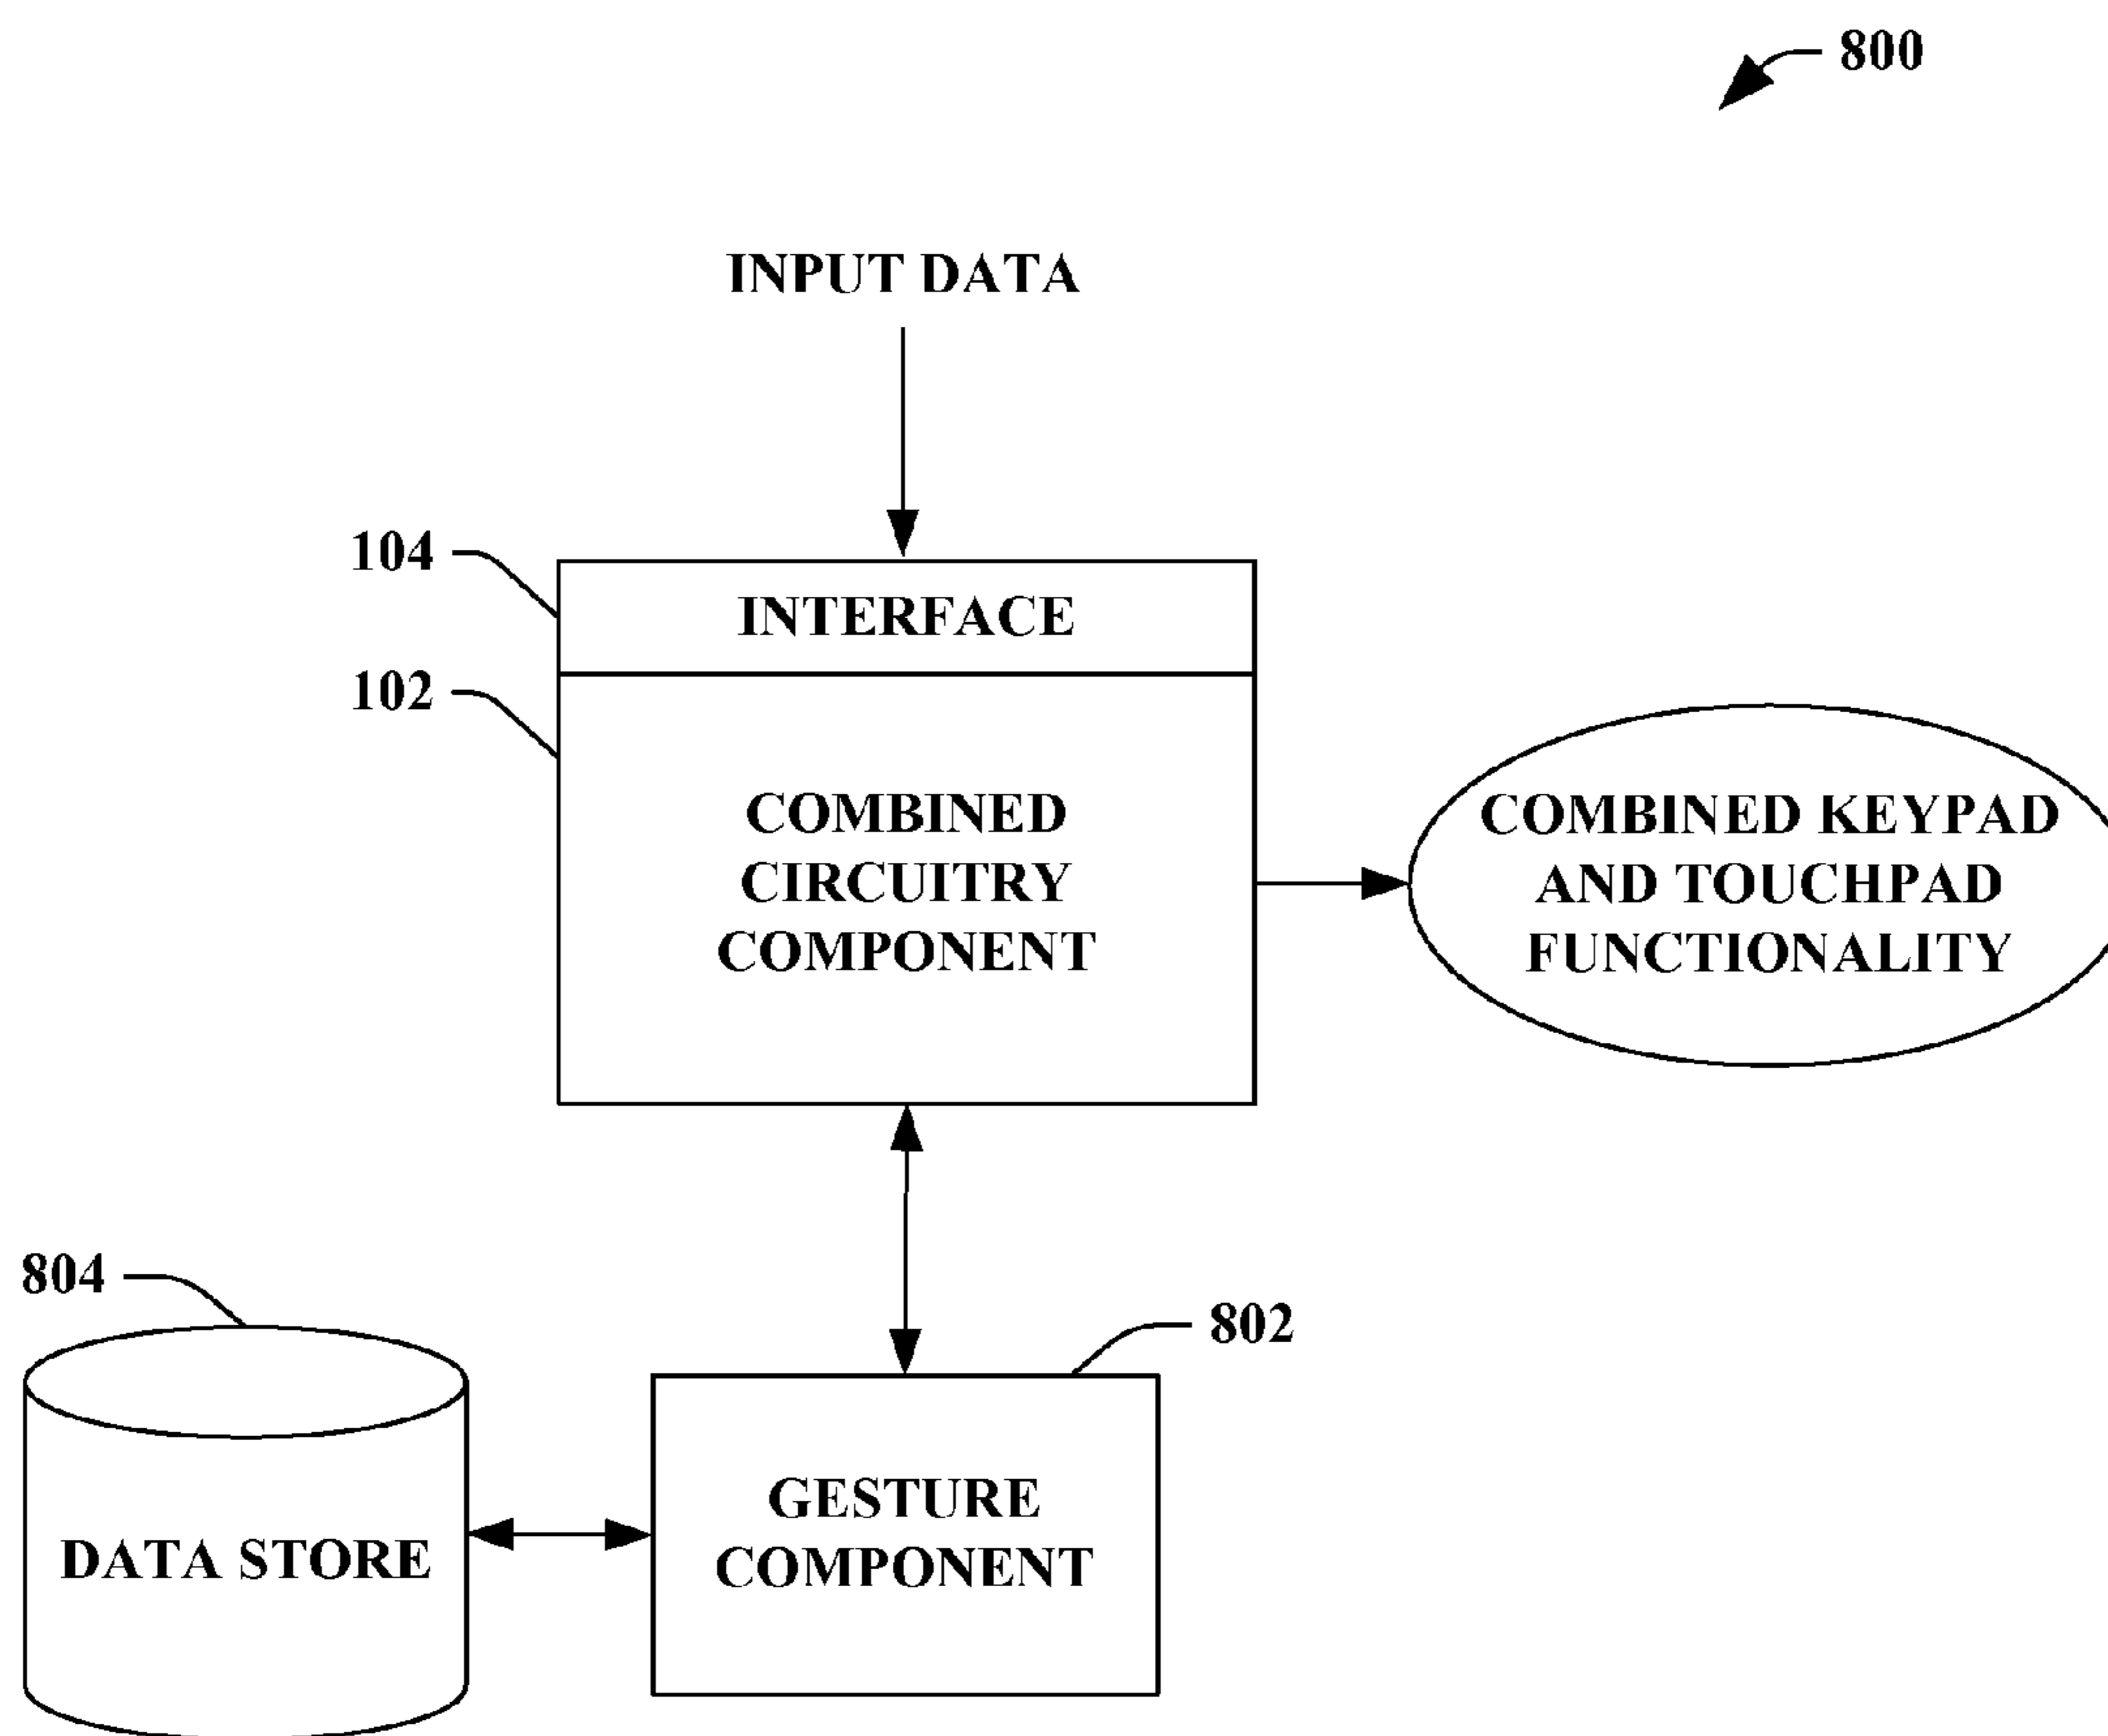 800
INPUT DATA
104
INTERFACE
102
COMBINED
CIRCUITRY
COMPONENT
COMBINED KEYPAD
AND TOUCHPAD
FUNCTIONALITY
804
802
DATA STORE
GESTURE
COMPONENT